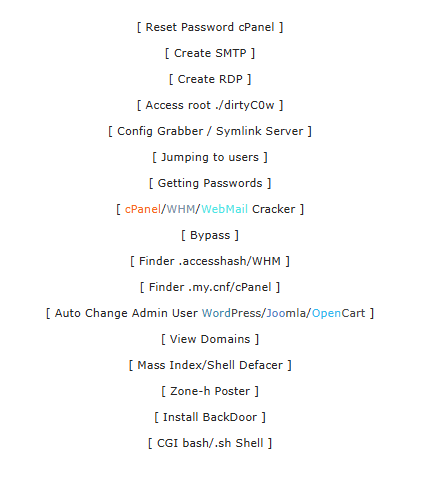 [ Reset Password cPanel ]
[ Create SMTP ]
[ Create RDP ]
[ Access root ./dirtyC0w ]
[ Config Grabber / Symlink Server ]
[ Jumping to users ]
[ Getting Passwords ]
[ cPanel/WHM/WebMail Cracker ]
[ Bypass ]
[ Finder .accesshash/WHM ]
[ Finder .my.cnf/cPanel ]
[ Auto Change Admin User WordPress/Joomla/OpenCart ]
[ View Domains ]
[ Mass Index/Shell Defacer ]
[ Zone-h Poster ]
[ Install BackDoor ]
[ CGI bash/.sh Shell ]